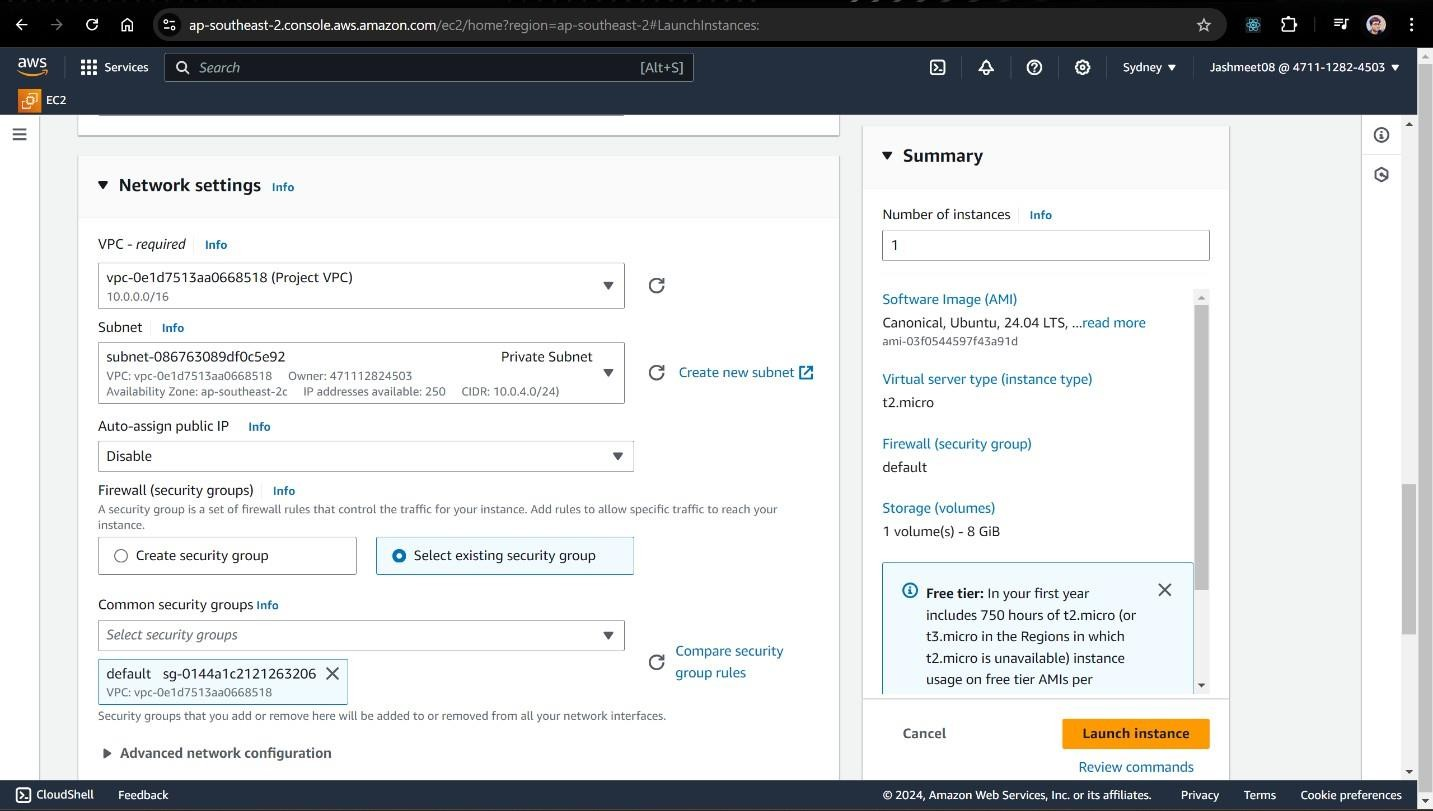 ap-southeast-2.console.aws.amazon.com/ec2/home?region=ap-southeast-2#LaunchInstances:
aws
Services
Search
[Alt+S]
Sydney
Jashmeet08 @ 4711-1282-4503
EC2
Network settings Info
VPC - required Info
vpc-0e1d7513aa0668518 (Project VPC)
10.0.0.0/16
Subnet Info
subnet-086763089df0c5e92 Private Subnet
VPC: vpc-0e1d7513aa0668518 Owner: 471112824503
Availability Zone: ap-southeast-2c IP addresses available: 250 CIDR: 10.0.4.0/24)
Create new subnet
Auto-assign public IP Info
Disable
Firewall (security groups) Info
A security group is a set of firewall rules that control the traffic for your instance. Add rules to allow specific traffic to reach your
instance.
Create security group
Select existing security group
Common security groups Info
Select security groups
default sg-0144a1c2121263206
VPC: vpc-0e1d7513aa0668518
Compare security
group rules
Security groups that you add or remove here will be added to or removed from all your network interfaces.
Advanced network configuration
Summary
Number of instances Info
1
Software Image (AMI)
Canonical, Ubuntu, 24.04 LTS, ...read more
ami-03f0544597f43a91d
Virtual server type (instance type)
t2.micro
Firewall (security group)
default
Storage (volumes)
1 volume(s) - 8 GiB
Free tier: In your first year
includes 750 hours of t2.micro (or
t3.micro in the Regions in which
t2.micro is unavailable) instance
usage on free tier AMIs per
Cancel
Launch instance
Review commands
CloudShell
Feedback
© 2024, Amazon Web Services, Inc. or its affiliates.
Privacy
Terms
Cookie preferences